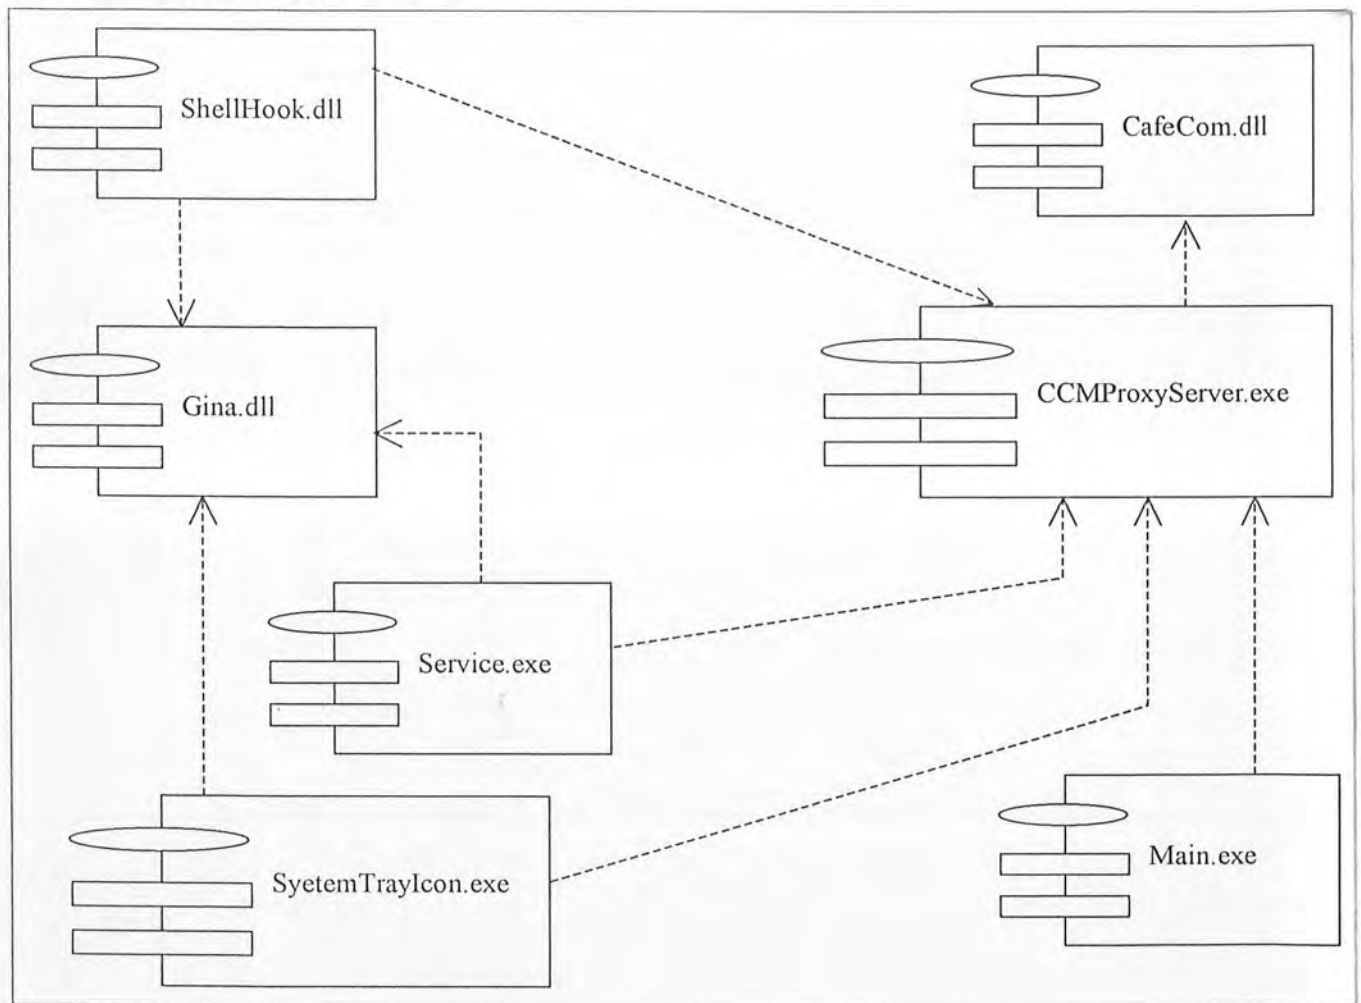 ShellHook.dll
CafeCom.dll
Gina.dll
CCMProxyServer.exe
Service.exe
SyetemTrayIcon.exe
Main.exe